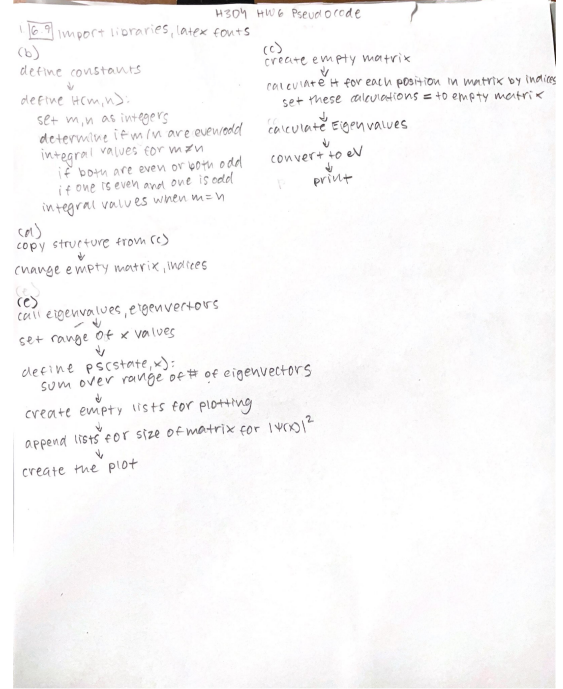 H304 HW6 Pseudocode
1. 6.9 Import libraries, latex fonts
(b)
define constants
↓
define H(m,n):
set m,n as integers
determine if m/n are even/odd
integral values for m≠n
if both are even or both odd
if one is even and one is odd
integral values when m=n
(c)
create empty matrix
↓
calculate H for each position in matrix by indices
set these calculations = to empty matrix
↓
calculate Eigenvalues
↓
convert to eV
↓
print
(d)
copy structure from (c)
↓
change empty matrix, indices
(e)
call eigenvalues, eigenvectors
↓
set range of x values
↓
define ps(state,x):
sum over range of # of eigenvectors
↓
create empty lists for plotting
↓
append lists for size of matrix for |ψ(x)|²
↓
create the plot